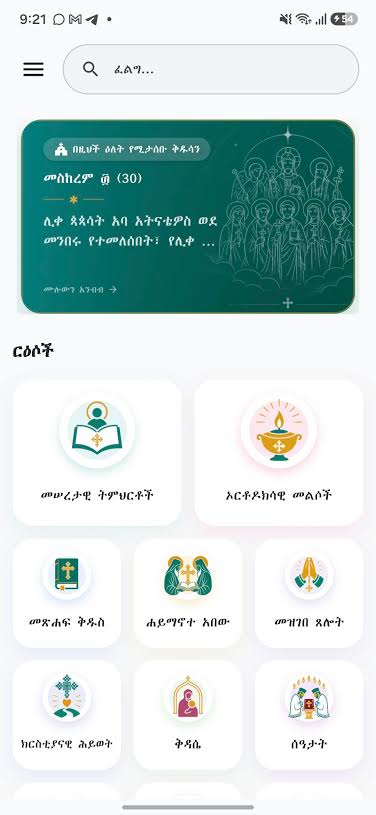 9:21
54
ፈልግ...
በዚህች ዕለት የሚታሰቡ ቅዱሳን
መስከረም ፴ (30)
ሊቀ ጳጳሳት አባ አትናቴዎስ ወደ
መንበሩ የተመለሰበት፣ የሊቀ ...
ሙሉውን አንብብ →
ርዕሶች
መሠረታዊ ትምህርቶች
ኦርቶዶክሳዊ መልሶች
መጽሐፍ ቅዱስ
ሐይማኖተ አበው
መዝገበ ጸሎት
ክርስቲያናዊ ሕይወት
ቅዳሴ
ሰዓታት